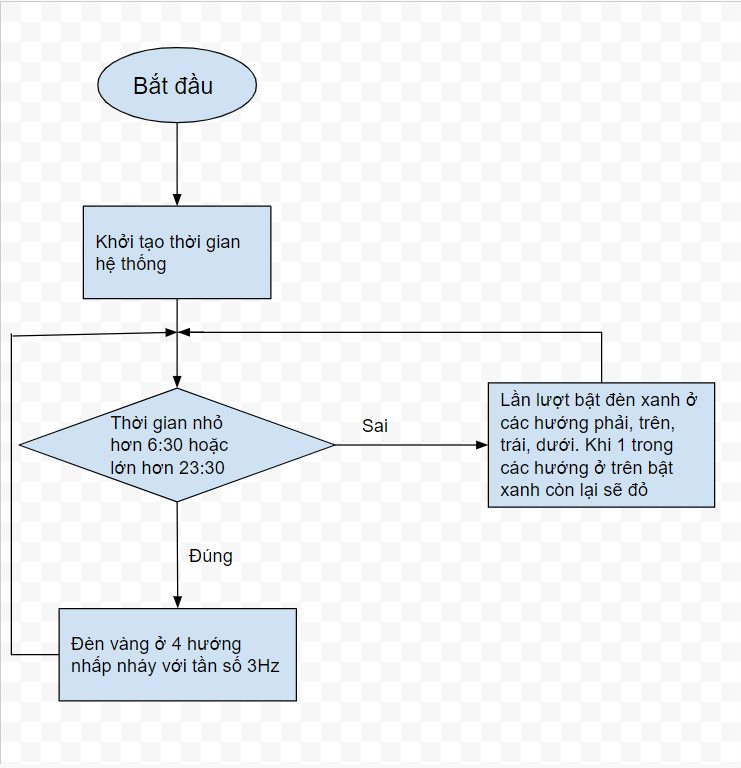 Bắt đầu
Khởi tạo thời gian
hệ thống
Thời gian nhỏ
hơn 6:30 hoặc
lớn hơn 23:30
Sai
Lần lượt bật đèn xanh ở
các hướng phải, trên,
trái, dưới. Khi 1 trong
các hướng ở trên bật
xanh còn lại sẽ đỏ
Đúng
Đèn vàng ở 4 hướng
nhấp nháy với tần số 3Hz